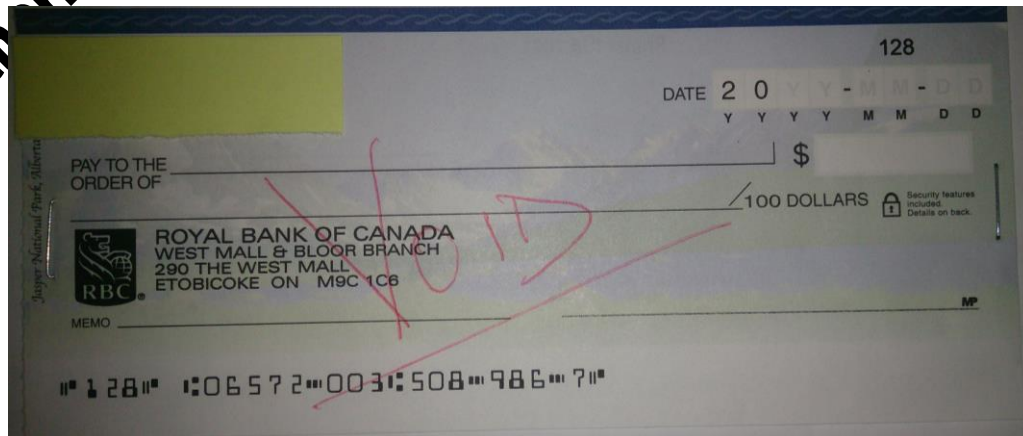 128
DATE 2 0 Y Y - M M - D D
Y Y Y Y M M D D
PAY TO THE
ORDER OF
$
/100 DOLLARS
Security features
included.
Details on back.
Jasper National Park, Alberta
VOID
RBC
ROYAL BANK OF CANADA
WEST MALL & BLOOR BRANCH
290 THE WEST MALL
ETOBICOKE ON M9C 1C6
MEMO
MP
⑈128⑈ ⑆06572⑉003⑆508⑉986⑉7⑈